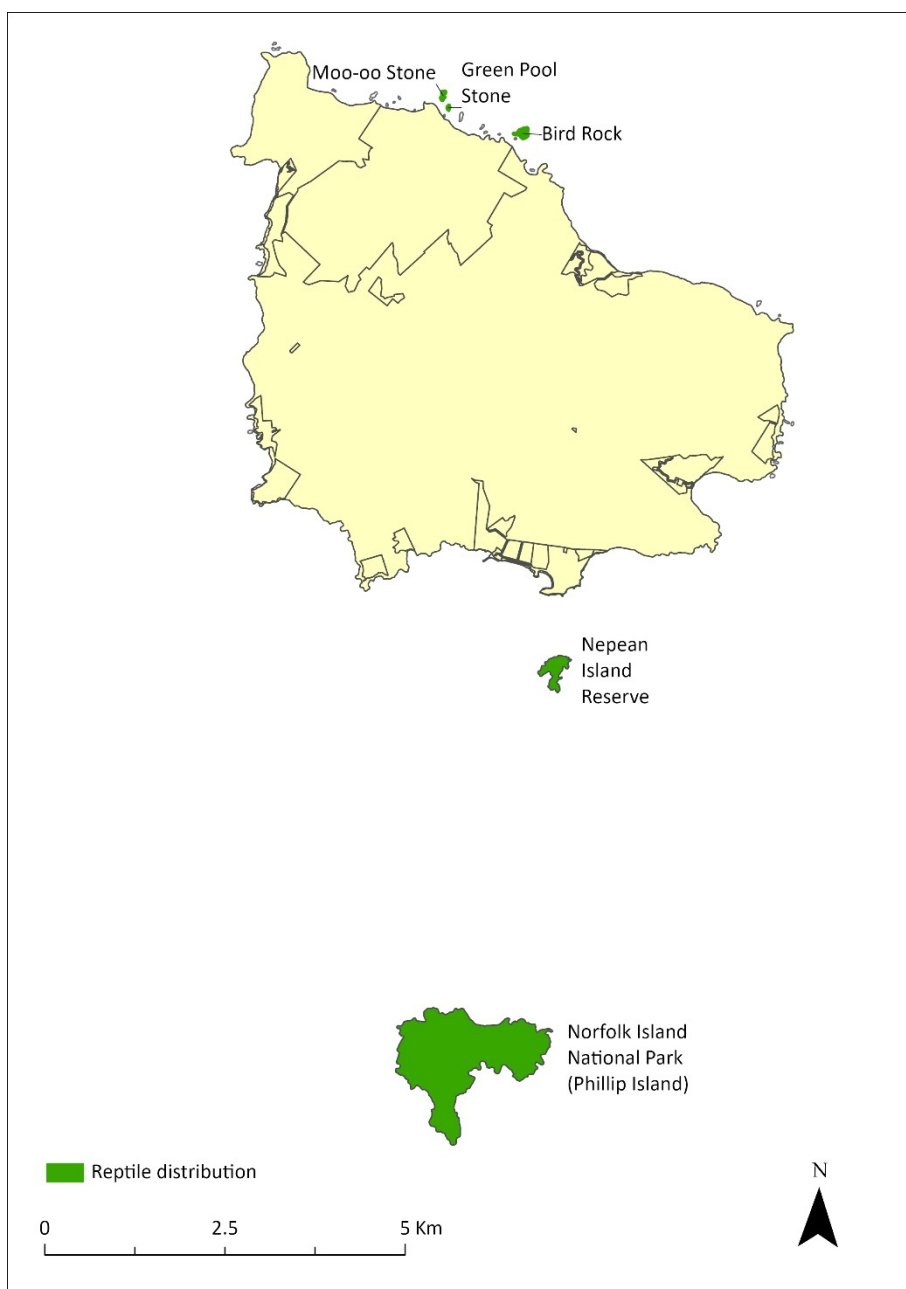 Moo-oo Stone
Green Pool
Stone
Bird Rock
Nepean
Island
Reserve
Norfolk Island
National Park
(Phillip Island)
Reptile distribution
N
0 2.5 5 Km